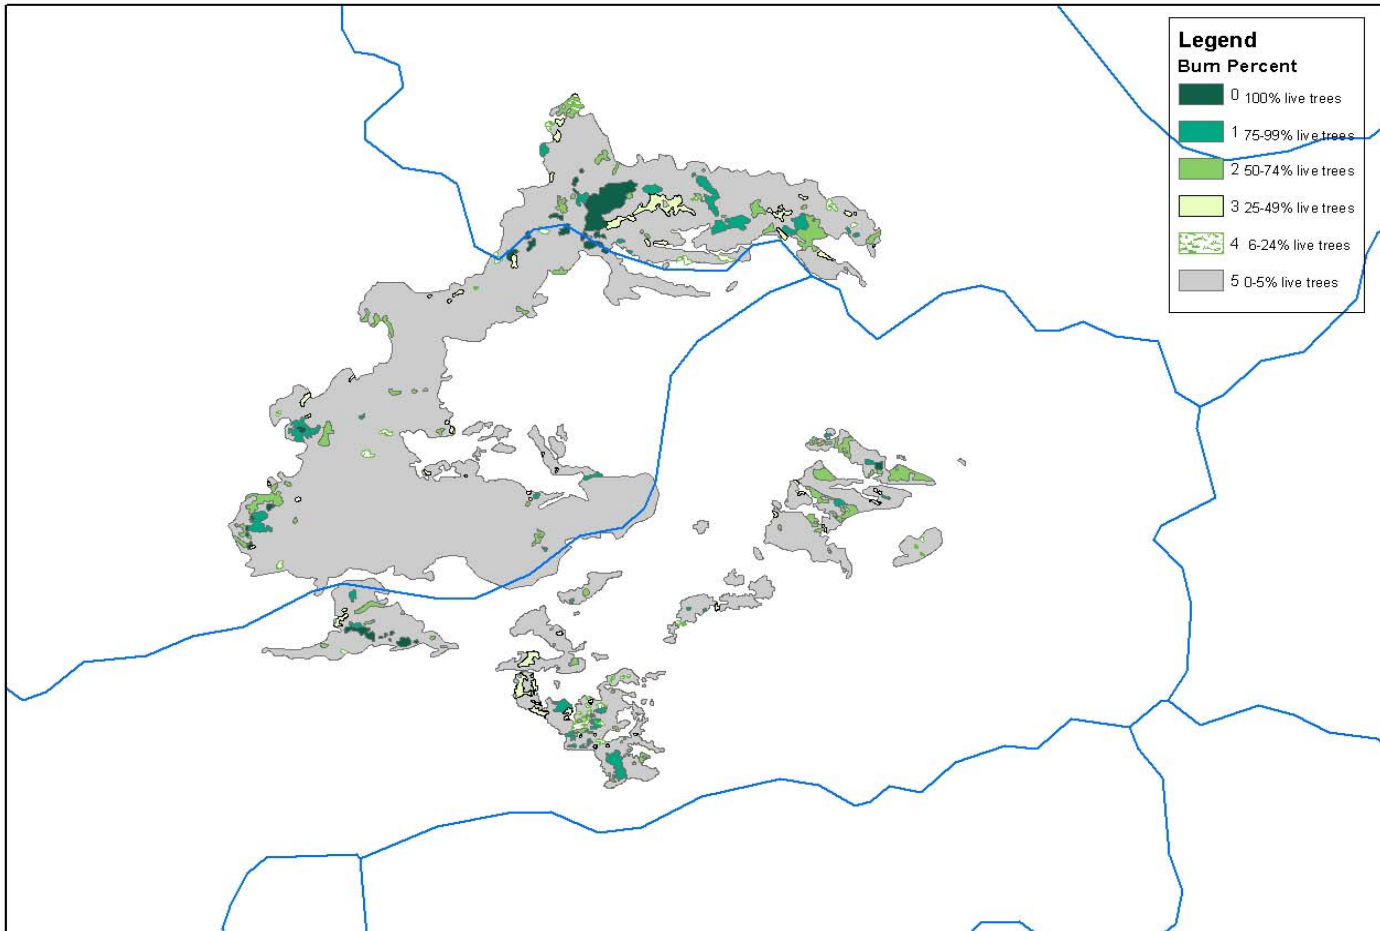 Legend
Burn Percent
0 100% live trees
1 75-99% live trees
2 50-74% live trees
3 25-49% live trees
4 6-24% live trees
5 0-5% live trees